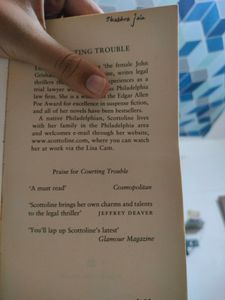 Shobhna Jain
COURTING TROUBLE
'the female John
writes legal
experiences as a
trial lawyer Philadelphia
law firm. She is a the Edgar Allen
Poe Award for excellence in suspense fiction,
and all of her novels have been bestsellers.
A native Philadelphian, Scottoline lives
with her family in the Philadelphia area
and welcomes e-mail through her website,
www.scottoline.com, where you can watch
her at work via the Lisa Cam.
Praise for Courting Trouble
'A must read' Cosmopolitan
'Scottoline brings her own charms and talents
to the legal thriller' JEFFREY DEAVER
'You'll lap up Scottoline's latest'
Glamour Magazine